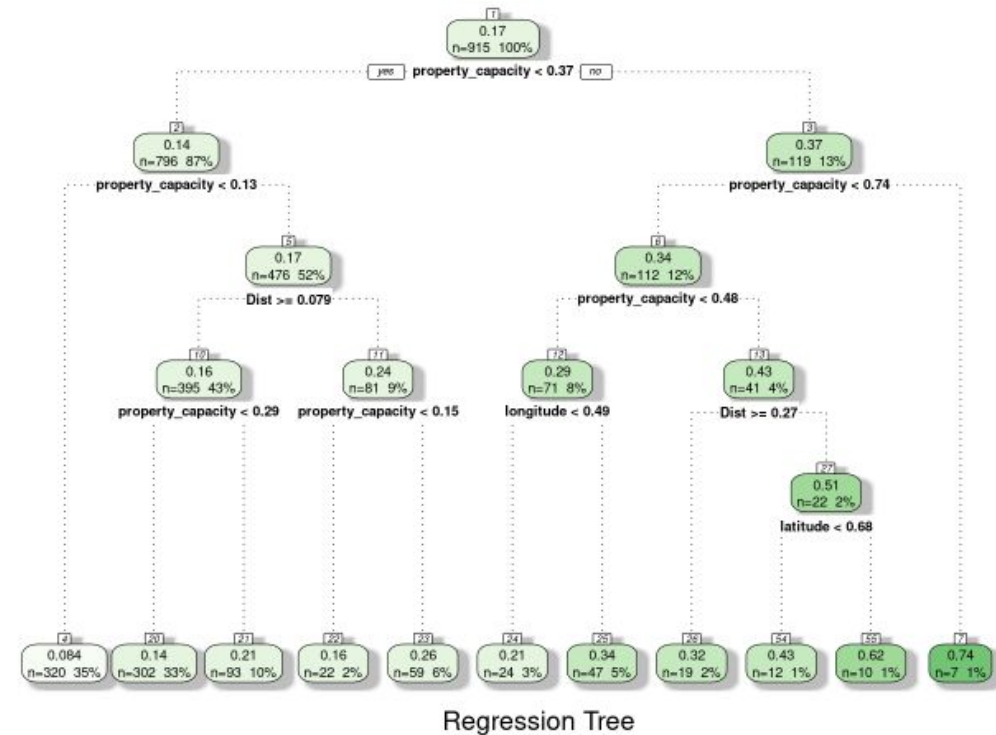 1
0.17
n=915 100%
yes property_capacity < 0.37 no
2
0.14
n=796 87%
property_capacity < 0.13
3
0.37
n=119 13%
property_capacity < 0.74
5
0.17
n=476 52%
Dist >= 0.079
6
0.34
n=112 12%
property_capacity < 0.48
10
0.16
n=395 43%
property_capacity < 0.29
11
0.24
n=81 9%
property_capacity < 0.15
12
0.29
n=71 8%
longitude < 0.49
13
0.43
n=41 4%
Dist >= 0.27
27
0.51
n=22 2%
latitude < 0.68
4
0.084
n=320 35%
20
0.14
n=302 33%
21
0.21
n=93 10%
22
0.16
n=22 2%
23
0.26
n=59 6%
24
0.21
n=24 3%
25
0.34
n=47 5%
26
0.32
n=19 2%
54
0.43
n=12 1%
55
0.62
n=10 1%
7
0.74
n=7 1%
Regression Tree